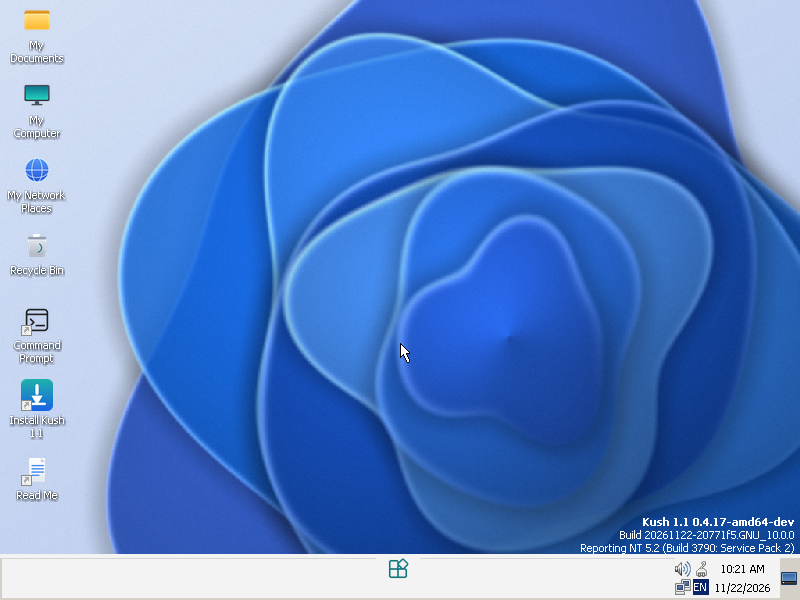 My
Documents
My
Computer
My Network
Places
Recycle Bin
Command
Prompt
Install Kush
1.1
Read Me
Kush 1.1 0.4.17-amd64-dev
Build 20261122-20771f5.GNU_10.0.0
Reporting NT 5.2 (Build 3790: Service Pack 2)
10:21 AM
EN
11/22/2026